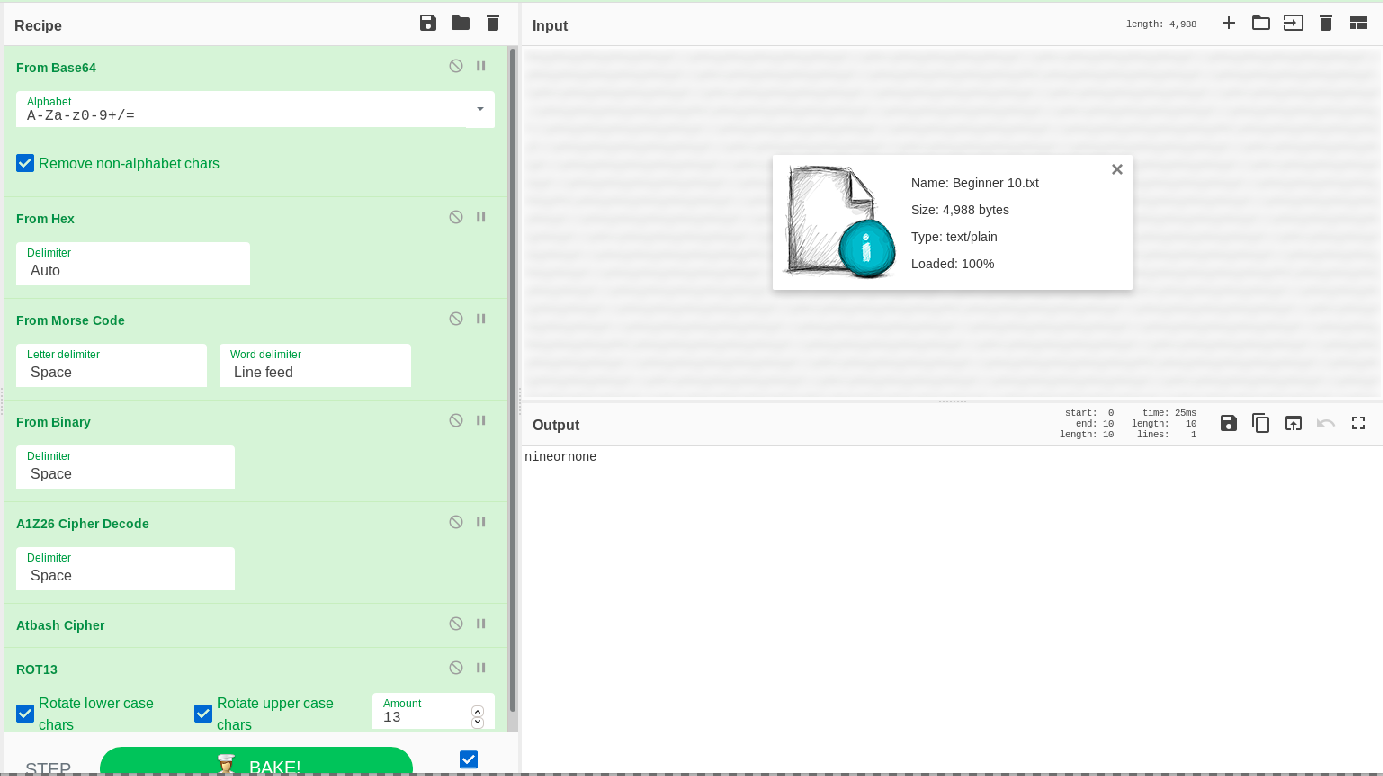 Recipe
From Base64
Alphabet
A-Za-z0-9+/=
Remove non-alphabet chars
From Hex
Delimiter
Auto
From Morse Code
Letter delimiter
Space
Word delimiter
Line feed
From Binary
Delimiter
Space
A1Z26 Cipher Decode
Delimiter
Space
Atbash Cipher
ROT13
Rotate lower case
chars
Rotate upper case
chars
Amount
13
STEP
BAKE!
Input
length: 4,988
Name: Beginner 10.txt
Size: 4,988 bytes
Type: text/plain
Loaded: 100%
Output
start: 0 time: 25ms
end: 10 length: 10
length: 10 lines: 1
nineornone